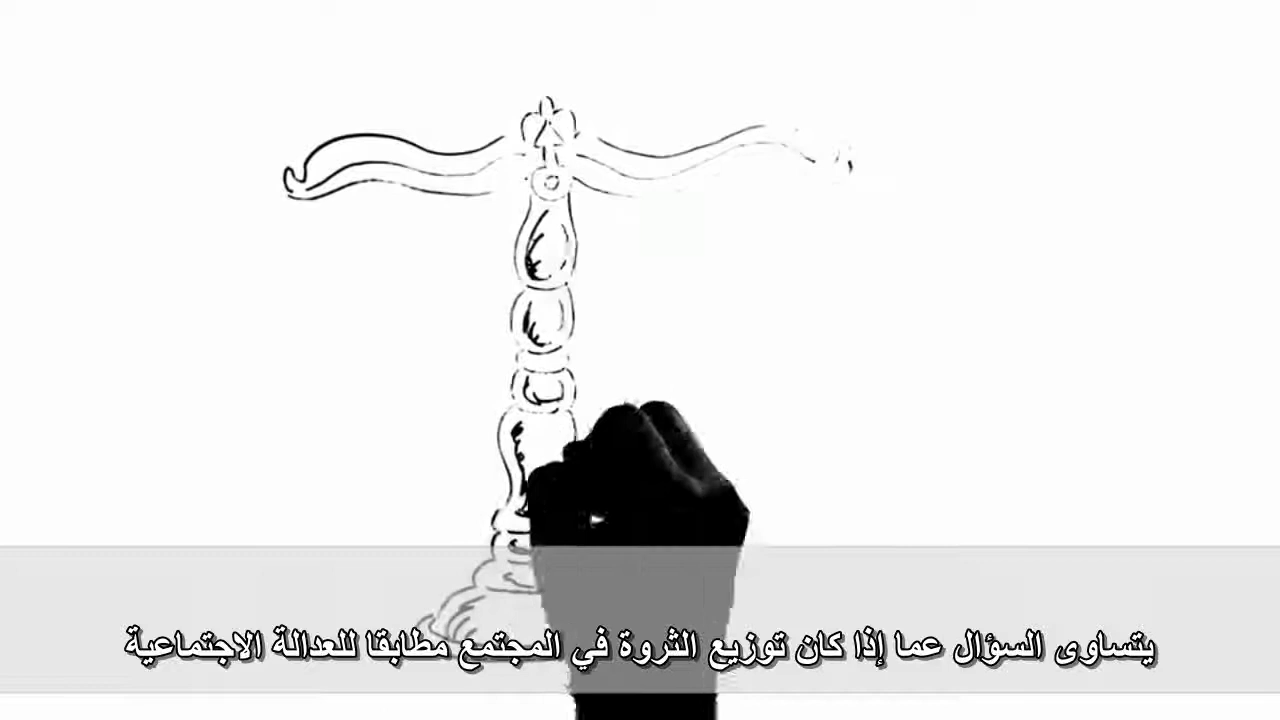 يتساوى السؤال عما إذا كان توزيع الثروة في المجتمع مطابقا للعدالة الاجتماعية